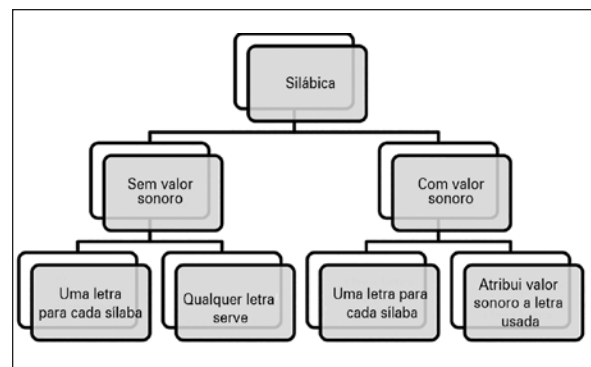 Silábica
Sem valor
sonoro
Com valor
sonoro
Uma letra
para cada sílaba
Qualquer letra
serve
Uma letra para
cada sílaba
Atribui valor
sonoro a letra
usada